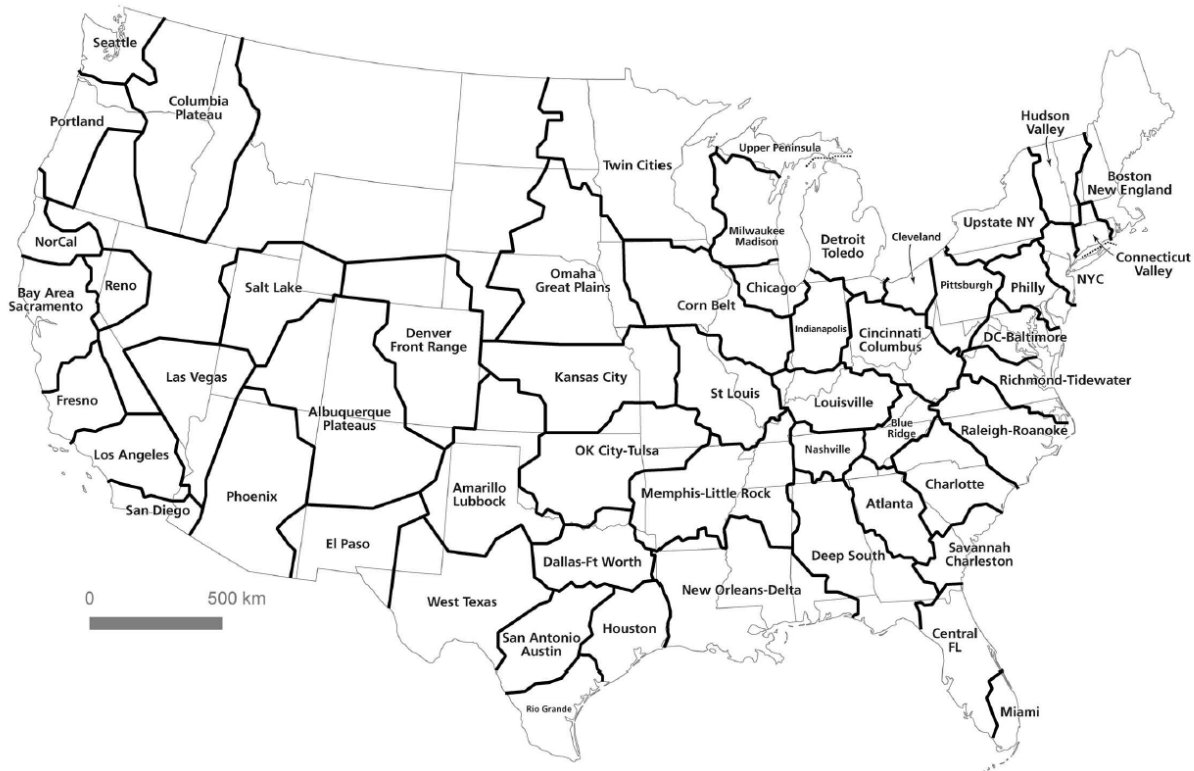 Seattle
Portland
Columbia
Plateau
Twin Cities
Upper Peninsula
Hudson
Valley
Boston
New England
Upstate NY
Connecticut
Valley
NYC
Cleveland
Detroit
Toledo
Milwaukee
Madison
NorCal
Bay Area
Sacramento
Reno
Salt Lake
Omaha
Great Plains
Corn Belt
Chicago
Pittsburgh
Philly
Denver
Front Range
Indianapolis
Cincinnati
Columbus
DC-Baltimore
Fresno
Las Vegas
Kansas City
St Louis
Louisville
Richmond-Tidewater
Albuquerque
Plateaus
Blue
Ridge
Raleigh-Roanoke
Los Angeles
OK City-Tulsa
Nashville
San Diego
Phoenix
Amarillo
Lubbock
Memphis-Little Rock
Atlanta
Charlotte
El Paso
Dallas-Ft Worth
Deep South
Savannah
Charleston
West Texas
New Orleans-Delta
San Antonio
Austin
Houston
Central
FL
Rio Grande
Miami
0 500 km